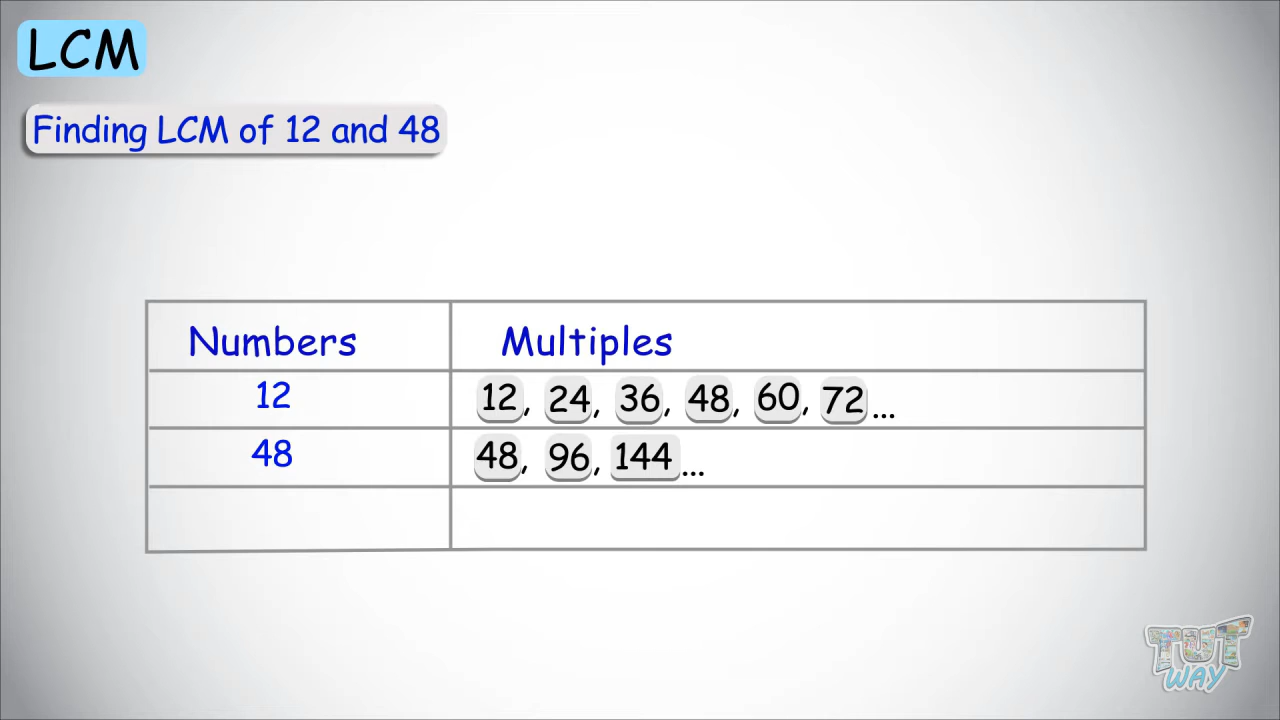 LCM
Finding LCM of 12 and 48
Numbers Multiples
12 12, 24, 36, 48, 60, 72...
48 48, 96, 144...
TUT
WAY